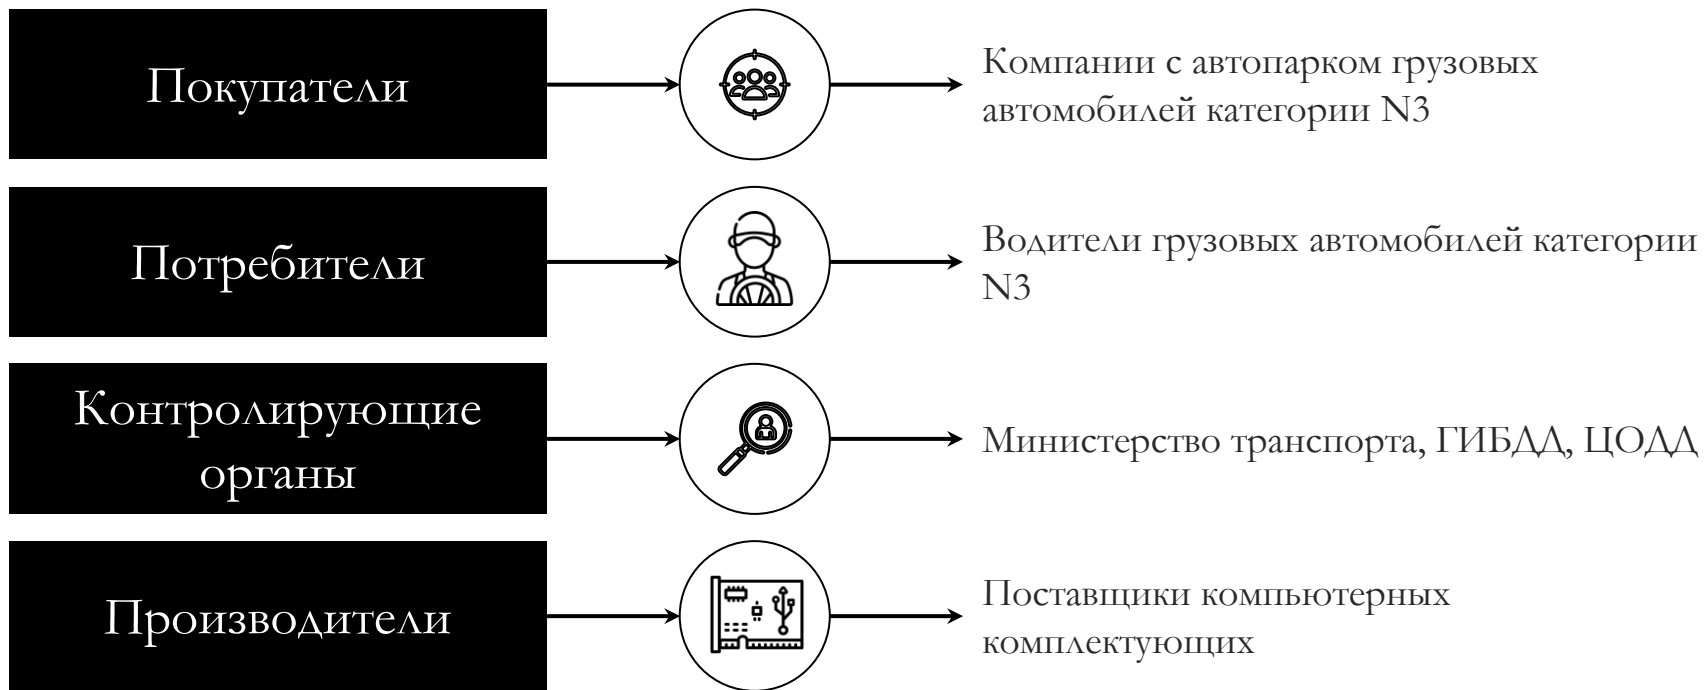 Покупатели
Компании с автопарком грузовых
автомобилей категории N3
Потребители
Водители грузовых автомобилей категории
N3
Контролирующие
органы
Министерство транспорта, ГИБДД, ЦОДД
Производители
Поставщики компьютерных
комплектующих